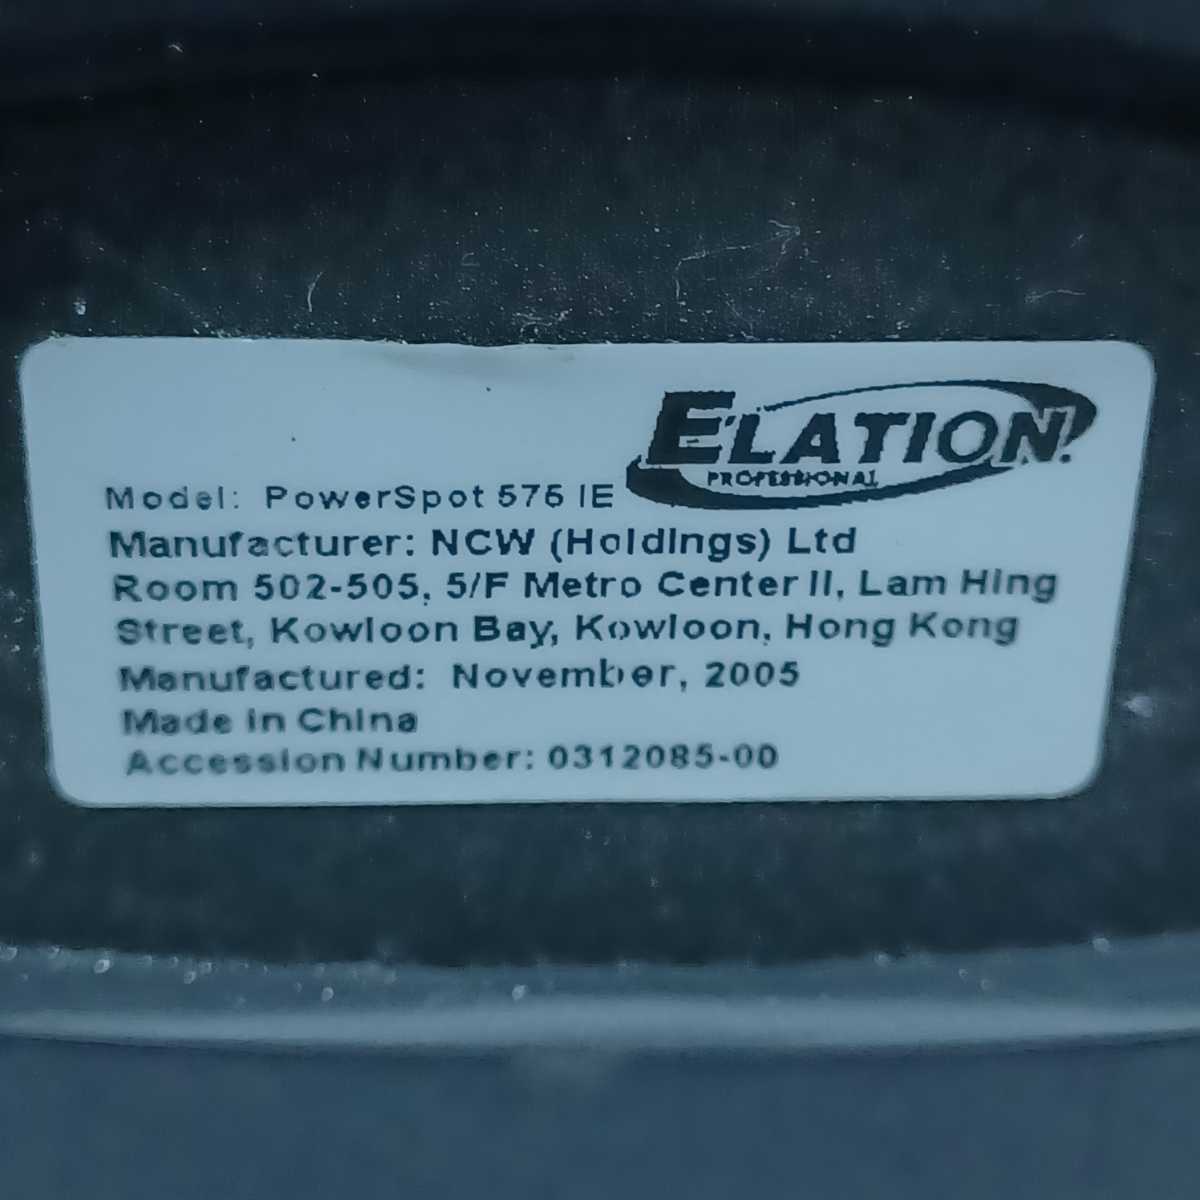 ELATION
PROFESSIONAL
Model: PowerSpot 575 IE
Manufacturer: NCW (Holdings) Ltd
Room 502-505, 5/F Metro Center II, Lam Hing
Street, Kowloon Bay, Kowloon, Hong Kong
Manufactured: November, 2005
Made in China
Accession Number: 0312085-00